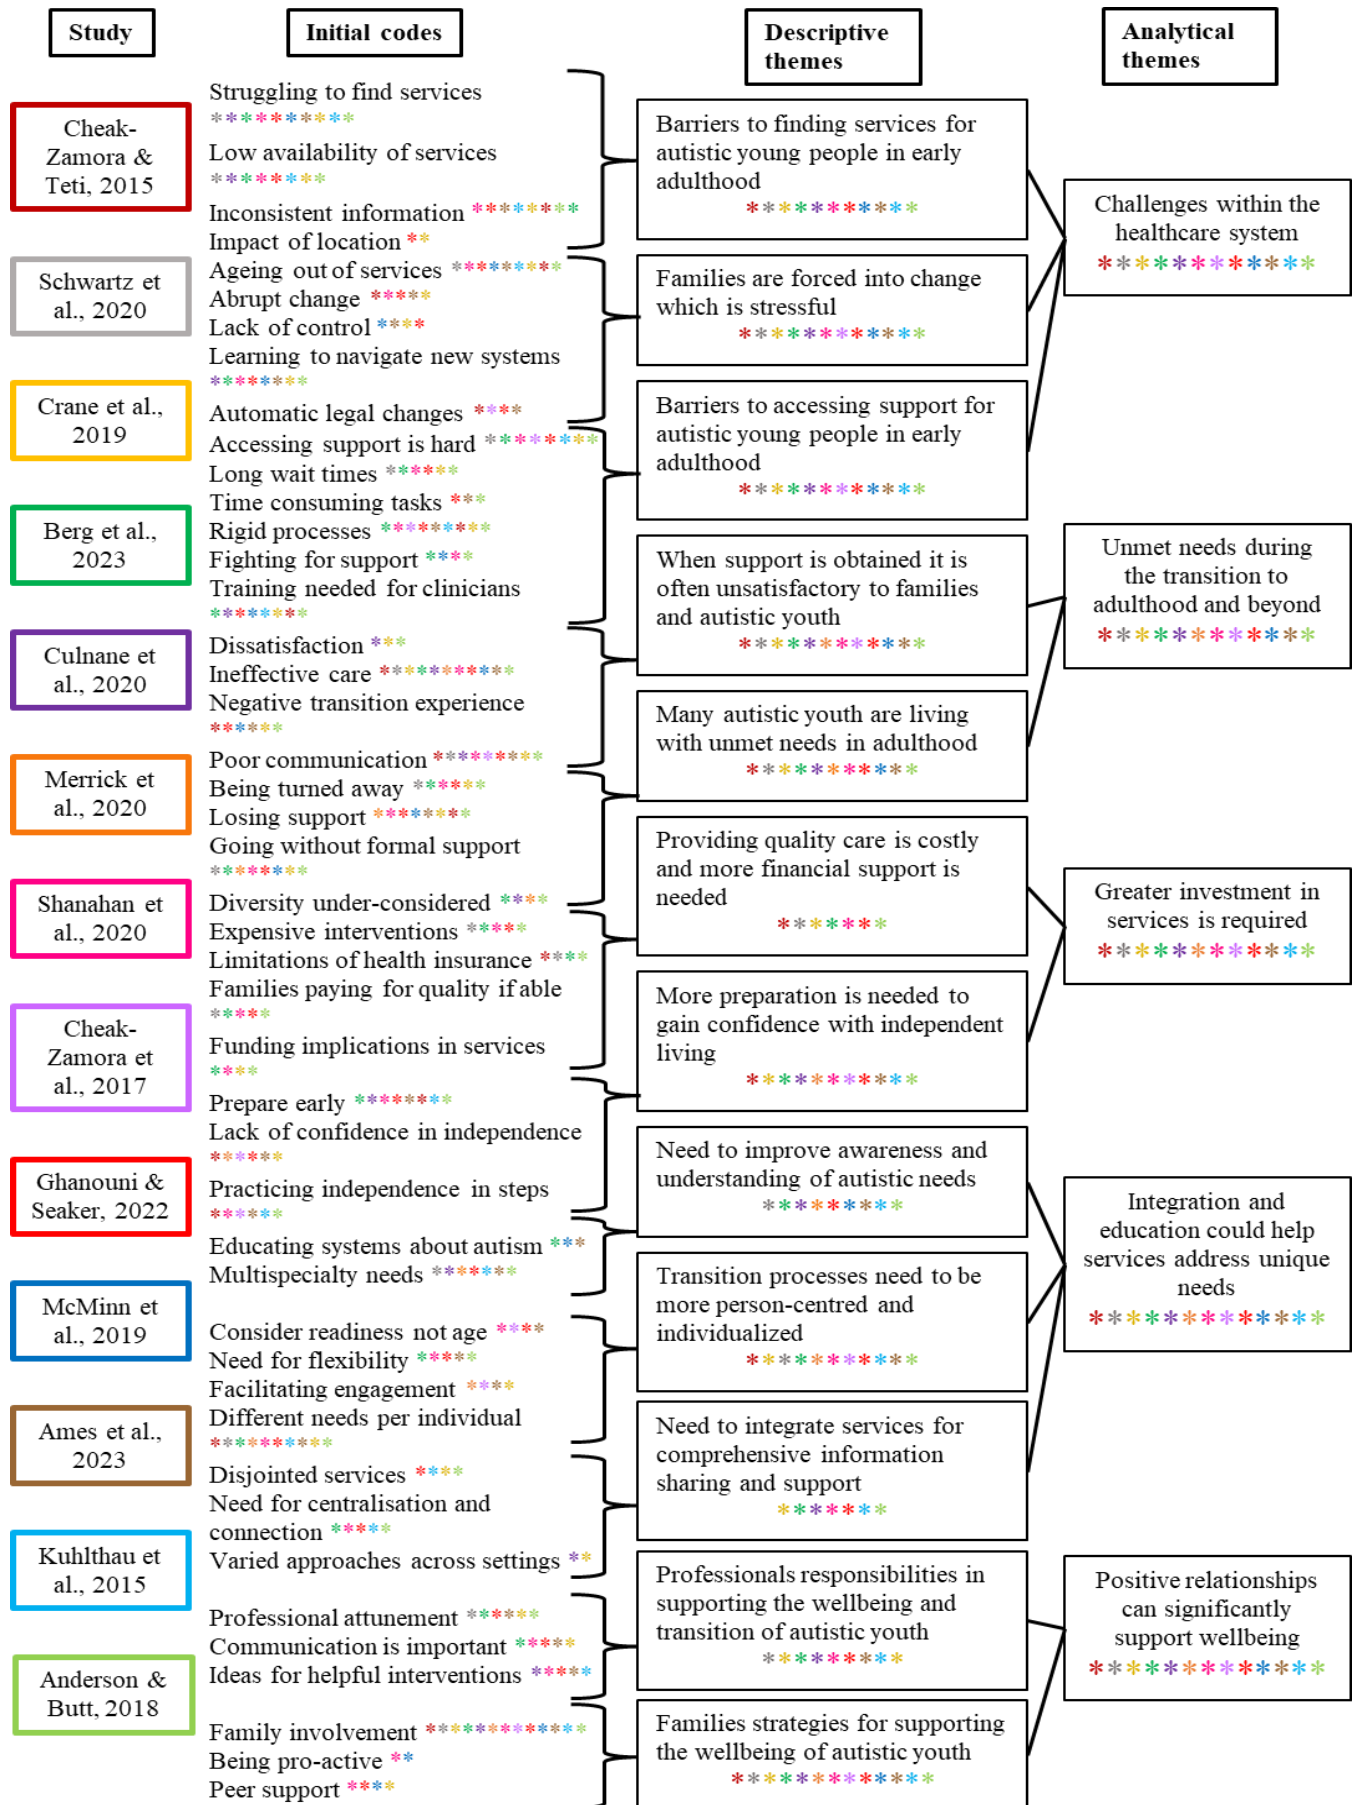 Study
Initial codes
Descriptive
themes
Analytical
themes
Cheak-
Zamora &
Teti, 2015
Schwartz et
al., 2020
Crane et al.,
2019
Berg et al.,
2023
Culnane et
al., 2020
Merrick et
al., 2020
Shanahan et
al., 2020
Cheak-
Zamora et
al., 2017
Ghanouni &
Seaker, 2022
McMinn et
al., 2019
Ames et al.,
2023
Kuhlthau et
al., 2015
Anderson &
Butt, 2018
Struggling to find services
***********
Low availability of services
*********
Inconsistent information ********
Impact of location **
Ageing out of services *********
Abrupt change *****
Lack of control ****
Learning to navigate new systems
********
Automatic legal changes ****
Accessing support is hard *********
Long wait times ******
Time consuming tasks ***
Rigid processes *********
Fighting for support ****
Training needed for clinicians
********
Dissatisfaction ***
Ineffective care ***********
Negative transition experience
******
Poor communication *********
Being turned away ******
Losing support ********
Going without formal support
********
Diversity under-considered ****
Expensive interventions *****
Limitations of health insurance ****
Families paying for quality if able
*****
Funding implications in services
****
Prepare early ********
Lack of confidence in independence
******
Practicing independence in steps
******
Educating systems about autism ***
Multispecialty needs *******
Consider readiness not age ****
Need for flexibility *****
Facilitating engagement ****
Different needs per individual
**********
Disjointed services ****
Need for centralisation and
connection *****
Varied approaches across settings **
Professional attunement ******
Communication is important *****
Ideas for helpful interventions *****
Family involvement *************
Being pro-active **
Peer support ****
Barriers to finding services for
autistic young people in early
adulthood
***********
Families are forced into change
which is stressful
************
Barriers to accessing support for
autistic young people in early
adulthood
************
When support is obtained it is
often unsatisfactory to families
and autistic youth
************
Many autistic youth are living
with unmet needs in adulthood
***********
Providing quality care is costly
and more financial support is
needed
*******
More preparation is needed to
gain confidence with independent
living
***********
Need to improve awareness and
understanding of autistic needs
*********
Transition processes need to be
more person-centred and
individualized
***********
Need to integrate services for
comprehensive information
sharing and support
*******
Professionals responsibilities in
supporting the wellbeing and
transition of autistic youth
*********
Families strategies for supporting
the wellbeing of autistic youth
*************
Challenges within the
healthcare system
************
Unmet needs during
the transition to
adulthood and beyond
************
Greater investment in
services is required
************
Integration and
education could help
services address unique
needs
*************
Positive relationships
can significantly
support wellbeing
*************